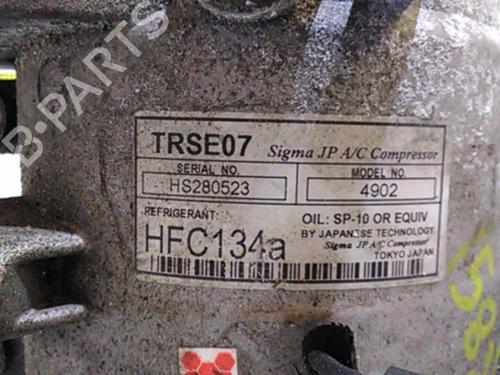 B-PARTS
TRSE07 Sigma JP A/C Compressor
SERIAL NO. MODEL NO.
HS280523 4902
REFRIGERANT: OIL: SP-10 OR EQUIV
HFC134a BY JAPANESE TECHNOLOGY
Sigma JP A/C Compressor
TOKYO JAPAN